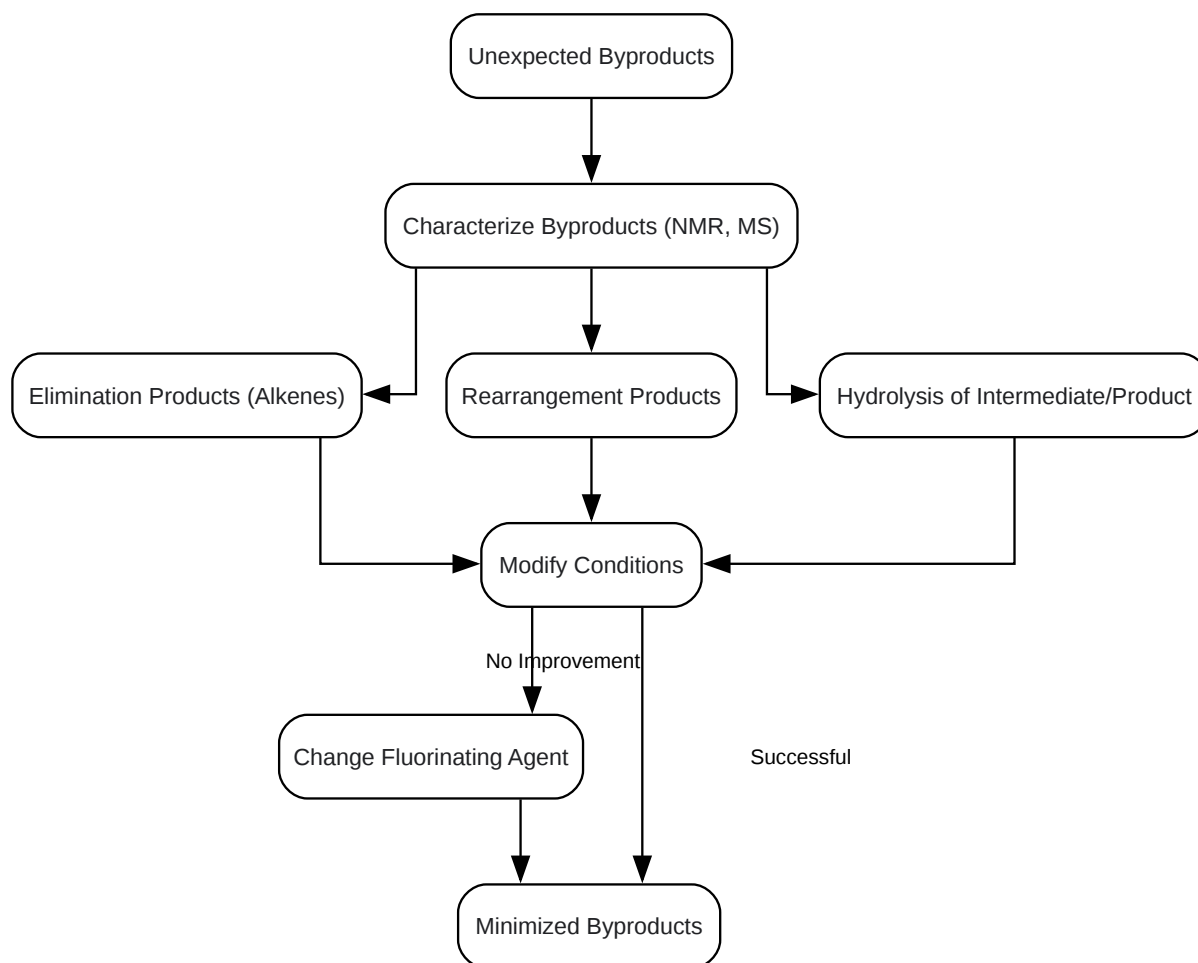 Unexpected Byproducts
Characterize Byproducts (NMR, MS)
Elimination Products (Alkenes)
Rearrangement Products
Hydrolysis of Intermediate/Product
Modify Conditions
No Improvement
Change Fluorinating Agent
Successful
Minimized Byproducts